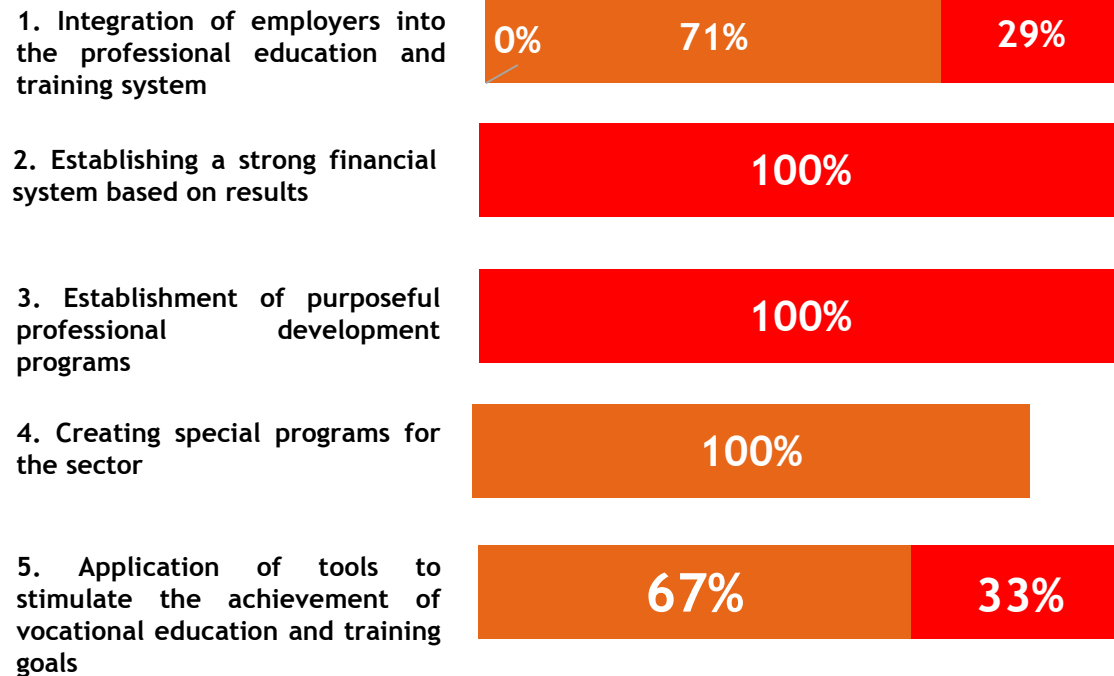 1. Integration of employers into
the professional education and
training system
0% 71% 29%
2. Establishing a strong financial
system based on results
100%
3. Establishment of purposeful
professional development
programs
100%
4. Creating special programs for
the sector
100%
5. Application of tools to
stimulate the achievement of
vocational education and training
goals
67% 33%